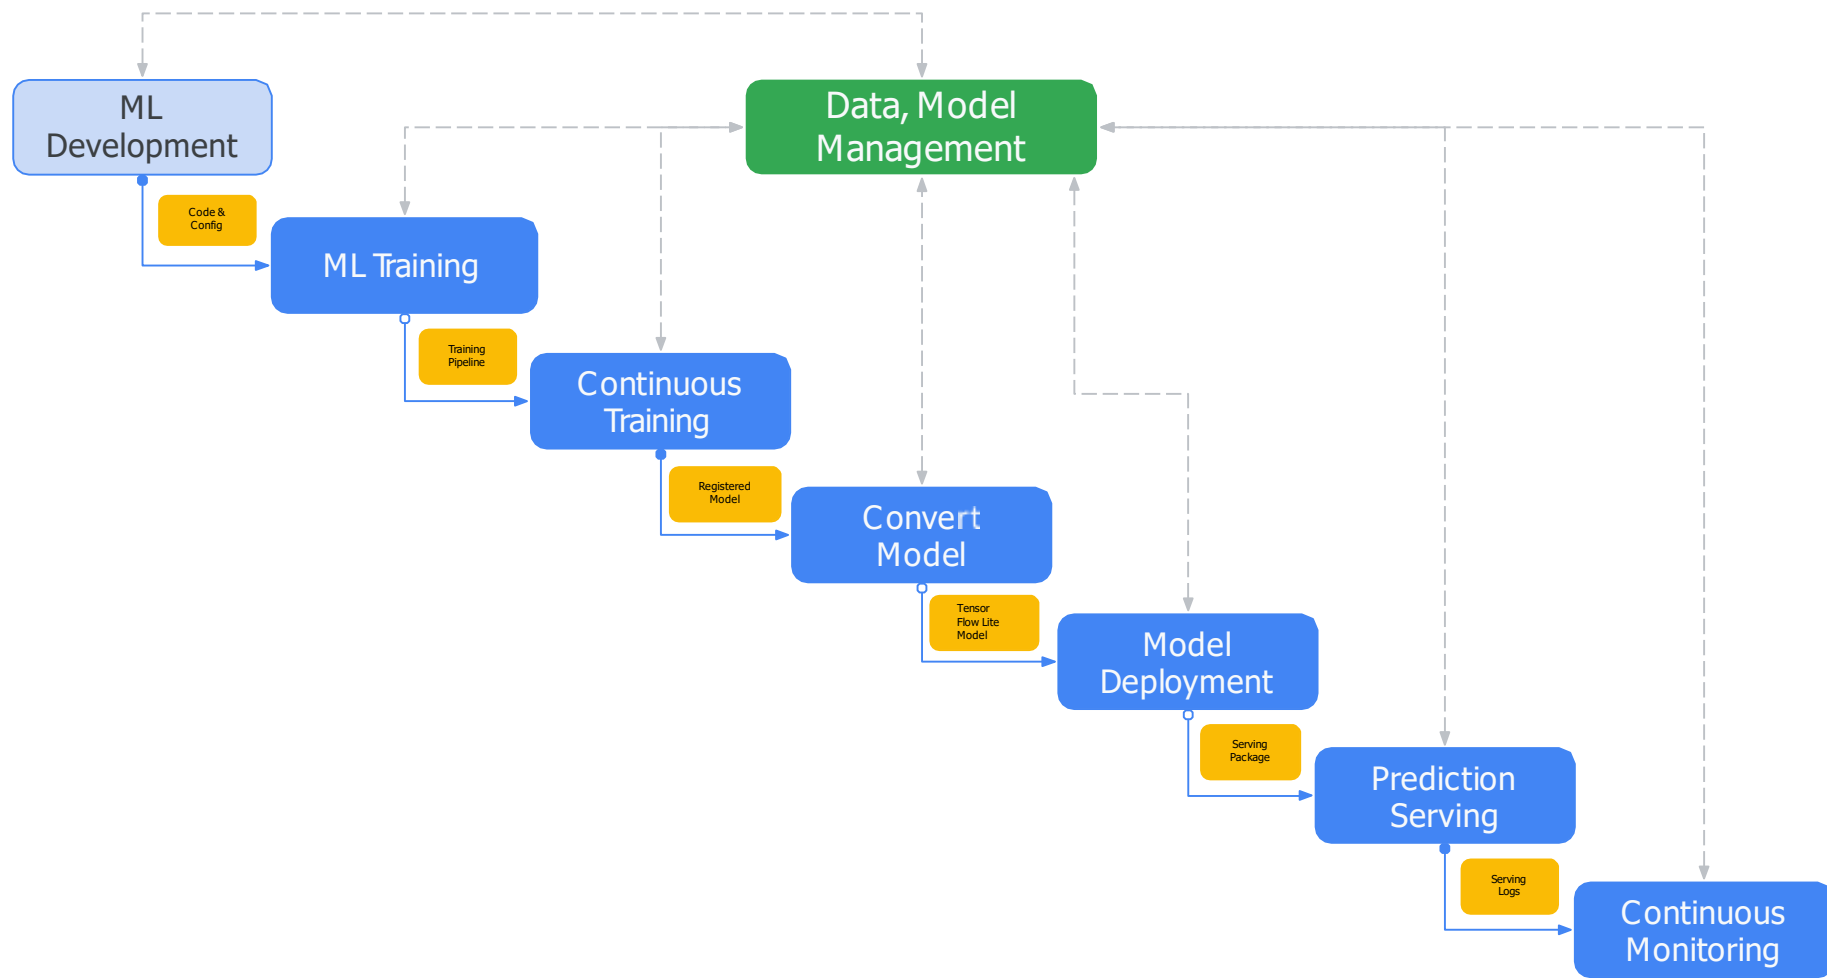 ML
Development
Data, Model
Management
Code &
Config
ML Training
Training
Pipeline
Continuous
Training
Registered
Model
Convert
Model
Tensor
Flow Lite
Model
Model
Deployment
Serving
Package
Prediction
Serving
Serving
Logs
Continuous
Monitoring